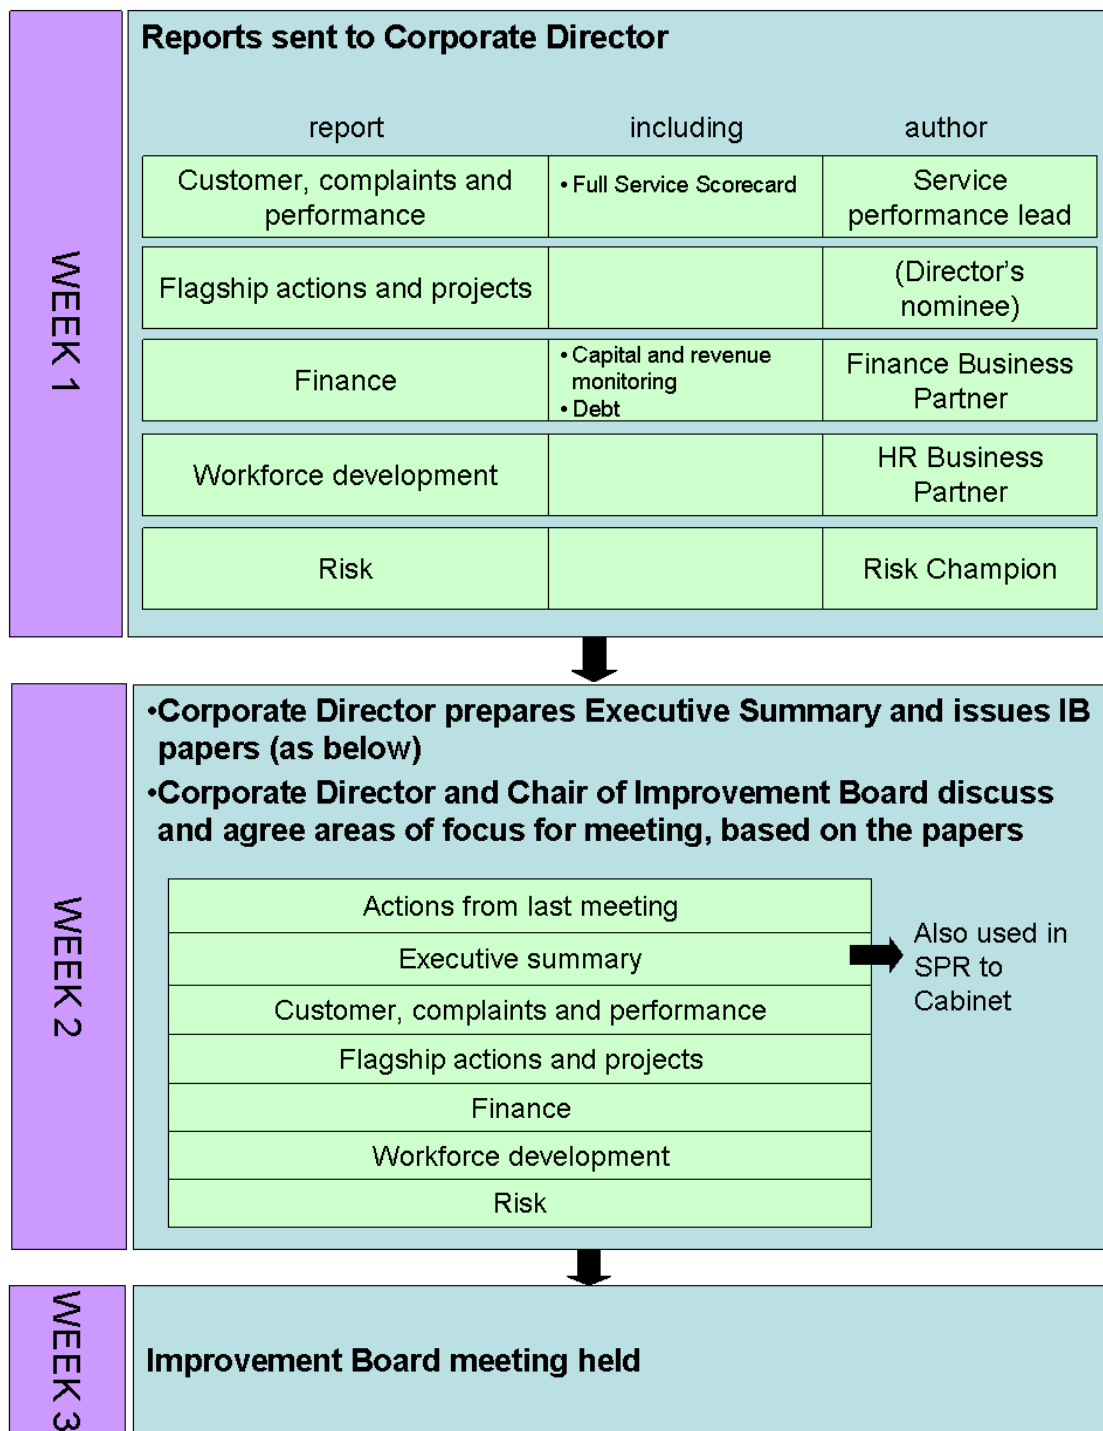 WEEK 1
Reports sent to Corporate Director
report including author
Customer, complaints and
performance
• Full Service Scorecard
Service
performance lead
Flagship actions and projects
(Director's
nominee)
Finance
• Capital and revenue
monitoring
• Debt
Finance Business
Partner
Workforce development
HR Business
Partner
Risk
Risk Champion
WEEK 2
•Corporate Director prepares Executive Summary and issues IB
papers (as below)
•Corporate Director and Chair of Improvement Board discuss
and agree areas of focus for meeting, based on the papers
Actions from last meeting
Executive summary
Also used in
SPR to
Cabinet
Customer, complaints and performance
Flagship actions and projects
Finance
Workforce development
Risk
WEEK 3
Improvement Board meeting held